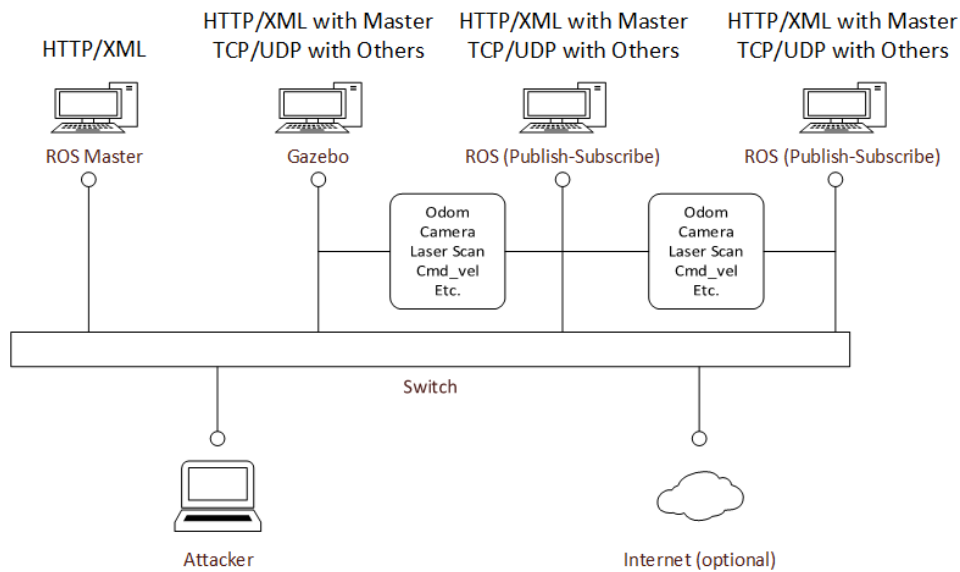 HTTP/XML
HTTP/XML with Master
TCP/UDP with Others
HTTP/XML with Master
TCP/UDP with Others
HTTP/XML with Master
TCP/UDP with Others
ROS Master
Gazebo
ROS (Publish-Subscribe)
ROS (Publish-Subscribe)
Odom
Camera
Laser Scan
Cmd_vel
Etc.
Odom
Camera
Laser Scan
Cmd_vel
Etc.
Switch
Attacker
Internet (optional)